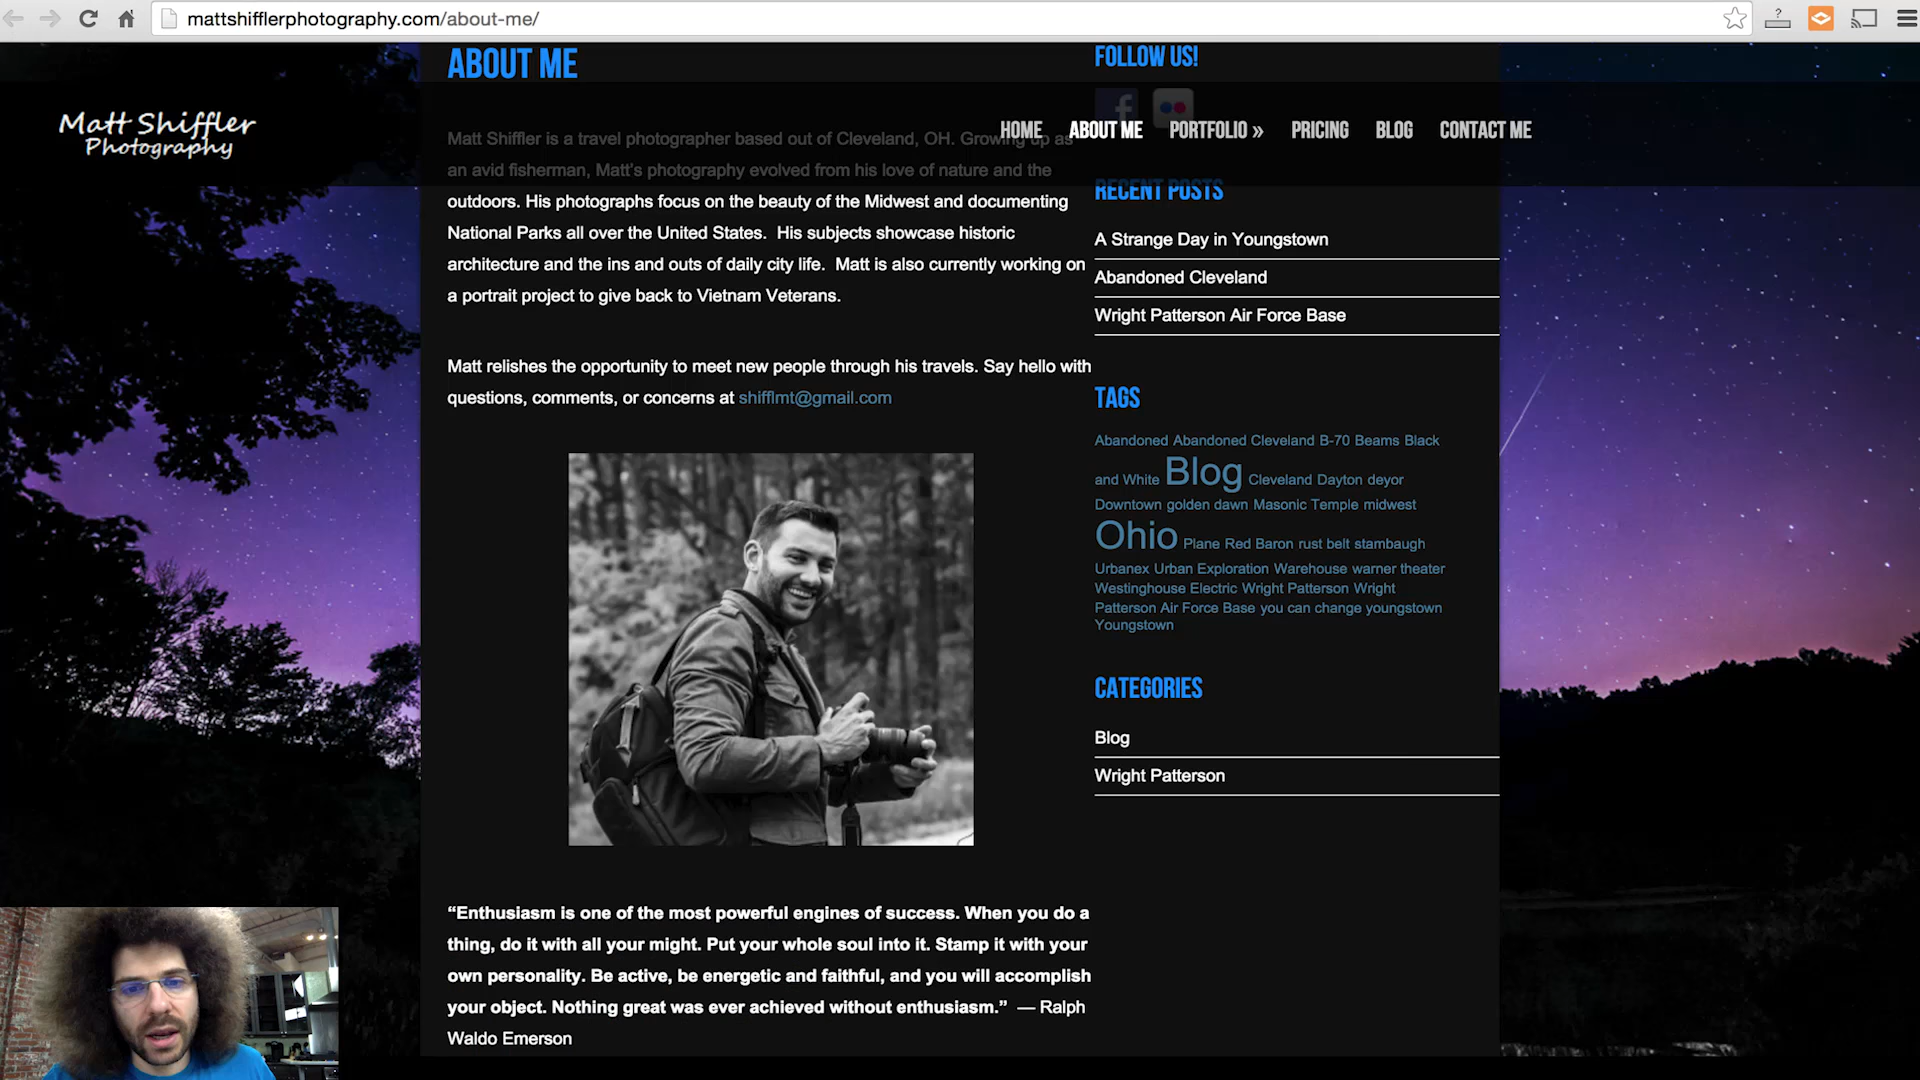 mattshifflerphotography.com/about-me/
ABOUT ME
FOLLOW US!
Matt Shiffler
Photography
HOME ABOUT ME PORTFOLIO » PRICING BLOG CONTACT ME
Matt Shiffler is a travel photographer based out of Cleveland, OH. Growing up as
an avid fisherman, Matt's photography evolved from his love of nature and the
outdoors. His photographs focus on the beauty of the Midwest and documenting
National Parks all over the United States. His subjects showcase historic
architecture and the ins and outs of daily city life. Matt is also currently working on
a portrait project to give back to Vietnam Veterans.
Matt relishes the opportunity to meet new people through his travels. Say hello with
questions, comments, or concerns at shifflmt@gmail.com
“Enthusiasm is one of the most powerful engines of success. When you do a
thing, do it with all your might. Put your whole soul into it. Stamp it with your
own personality. Be active, be energetic and faithful, and you will accomplish
your object. Nothing great was ever achieved without enthusiasm.” — Ralph
Waldo Emerson
RECENT POSTS
A Strange Day in Youngstown
Abandoned Cleveland
Wright Patterson Air Force Base
TAGS
Abandoned Abandoned Cleveland B-70 Beams Black
and White Blog Cleveland Dayton deyor
Downtown golden dawn Masonic Temple midwest
Ohio Plane Red Baron rust belt stambaugh
Urbanex Urban Exploration Warehouse warner theater
Westinghouse Electric Wright Patterson Wright
Patterson Air Force Base you can change youngstown
Youngstown
CATEGORIES
Blog
Wright Patterson